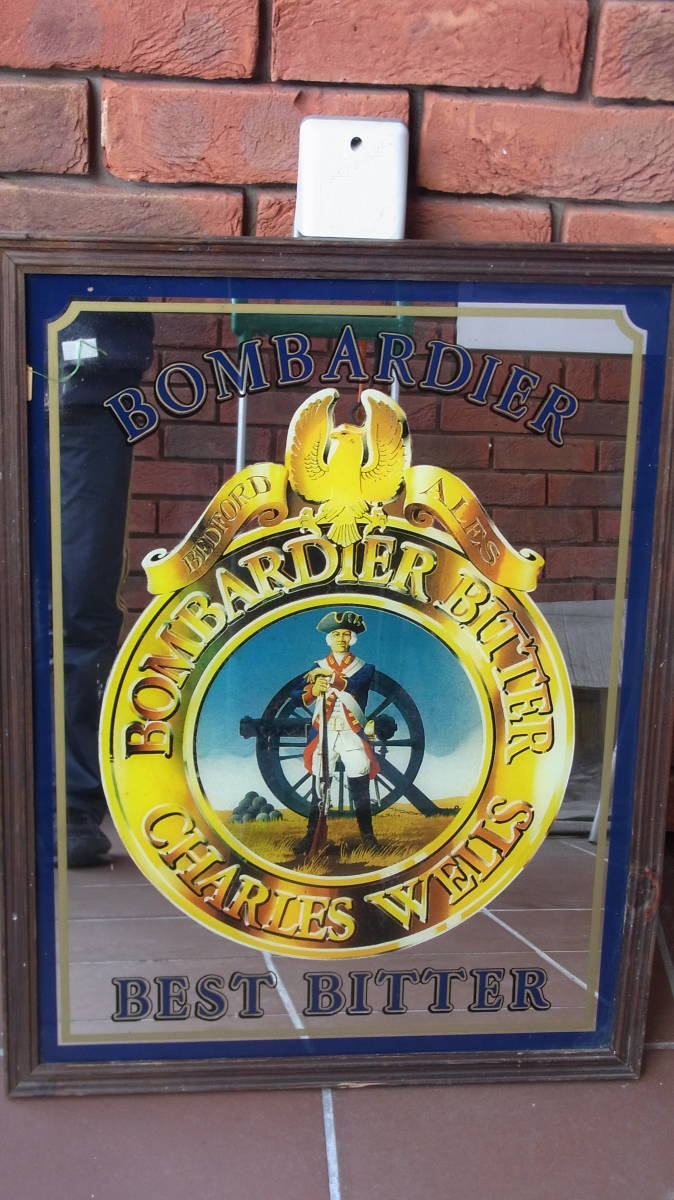 BOMBARDIER
BEDFORD ALES
BOMBARDIER BITTER
CHARLES WELLS
BEST BITTER